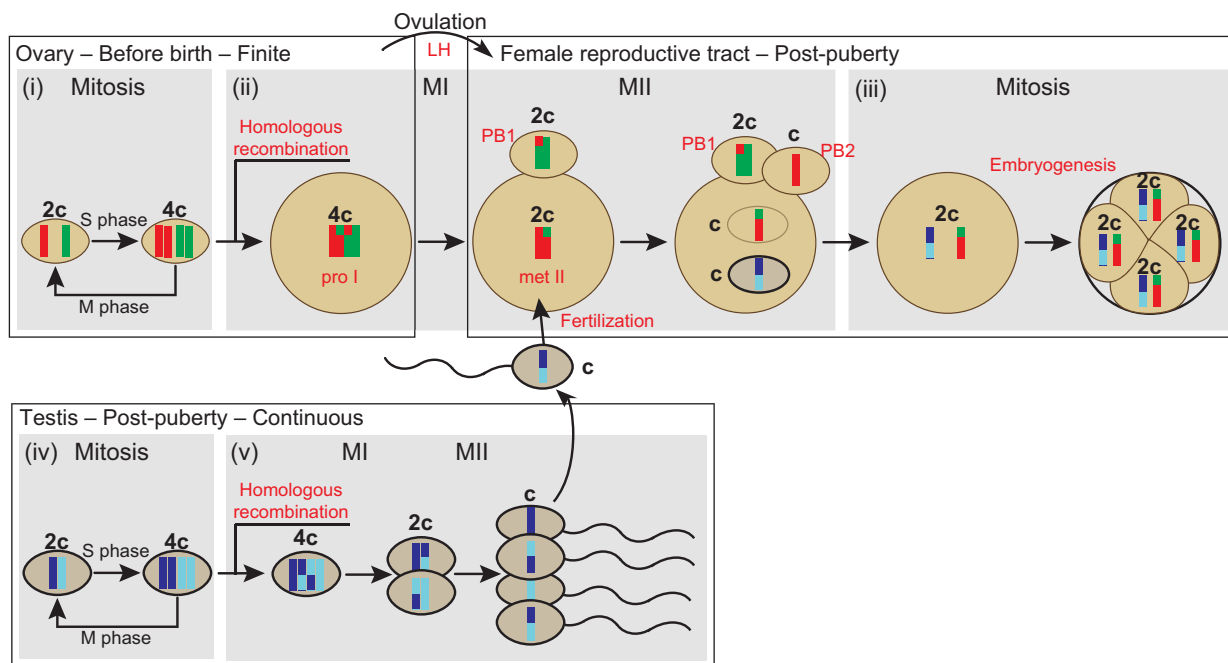 Ovulation
LH
Ovary – Before birth – Finite
Female reproductive tract – Post-puberty
(i) Mitosis
(ii)
MI
MII
(iii) Mitosis
Homologous
recombination
2c
S phase
4c
M phase
4c
pro I
PB1
2c
2c
met II
PB1
2c
c
PB2
c
c
Fertilization
c
2c
Embryogenesis
2c
2c
2c
2c
Testis – Post-puberty – Continuous
(iv) Mitosis
(v)
MI
MII
Homologous
recombination
2c
S phase
4c
M phase
4c
2c
c